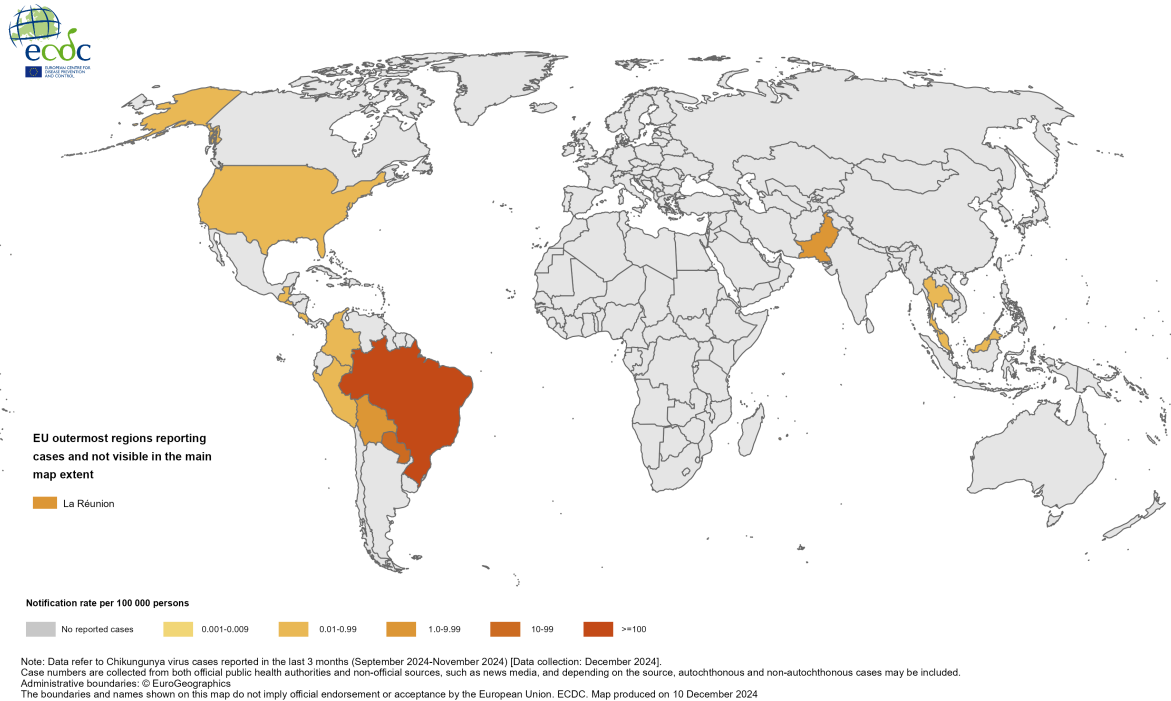 ecdc
EUROPEAN CENTRE FOR
DISEASE PREVENTION
AND CONTROL
EU outermost regions reporting
cases and not visible in the main
map extent
La Réunion
Notification rate per 100 000 persons
No reported cases
0.001-0.009
0.01-0.99
1.0-9.99
10-99
>=100
Note: Data refer to Chikungunya virus cases reported in the last 3 months (September 2024-November 2024) [Data collection: December 2024].
Case numbers are collected from both official public health authorities and non-official sources, such as news media, and depending on the source, autochthonous and non-autochthonous cases may be included.
Administrative boundaries: © EuroGeographics
The boundaries and names shown on this map do not imply official endorsement or acceptance by the European Union. ECDC. Map produced on 10 December 2024